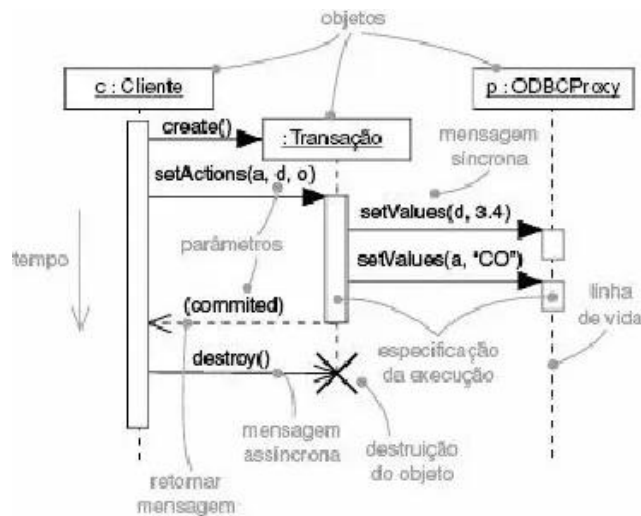 objetos
c : Cliente
p : ODBCProxy
create()
: Transação
mensagem
síncrona
setActions(a, d, o)
setValues(d, 3.4)
parâmetros
setValues(a, "CO")
tempo
(commited)
linha
de vida
especificação
da execução
destroy()
mensagem
assíncrona
destruição
do objeto
retornar
mensagem